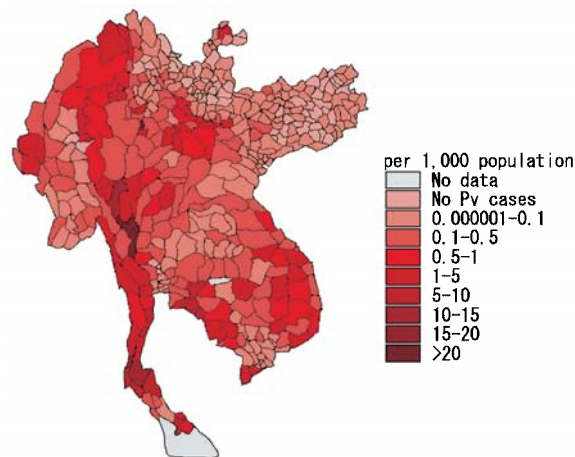 per 1,000 population
No data
No Pv cases
0.000001-0.1
0.1-0.5
0.5-1
1-5
5-10
10-15
15-20
>20